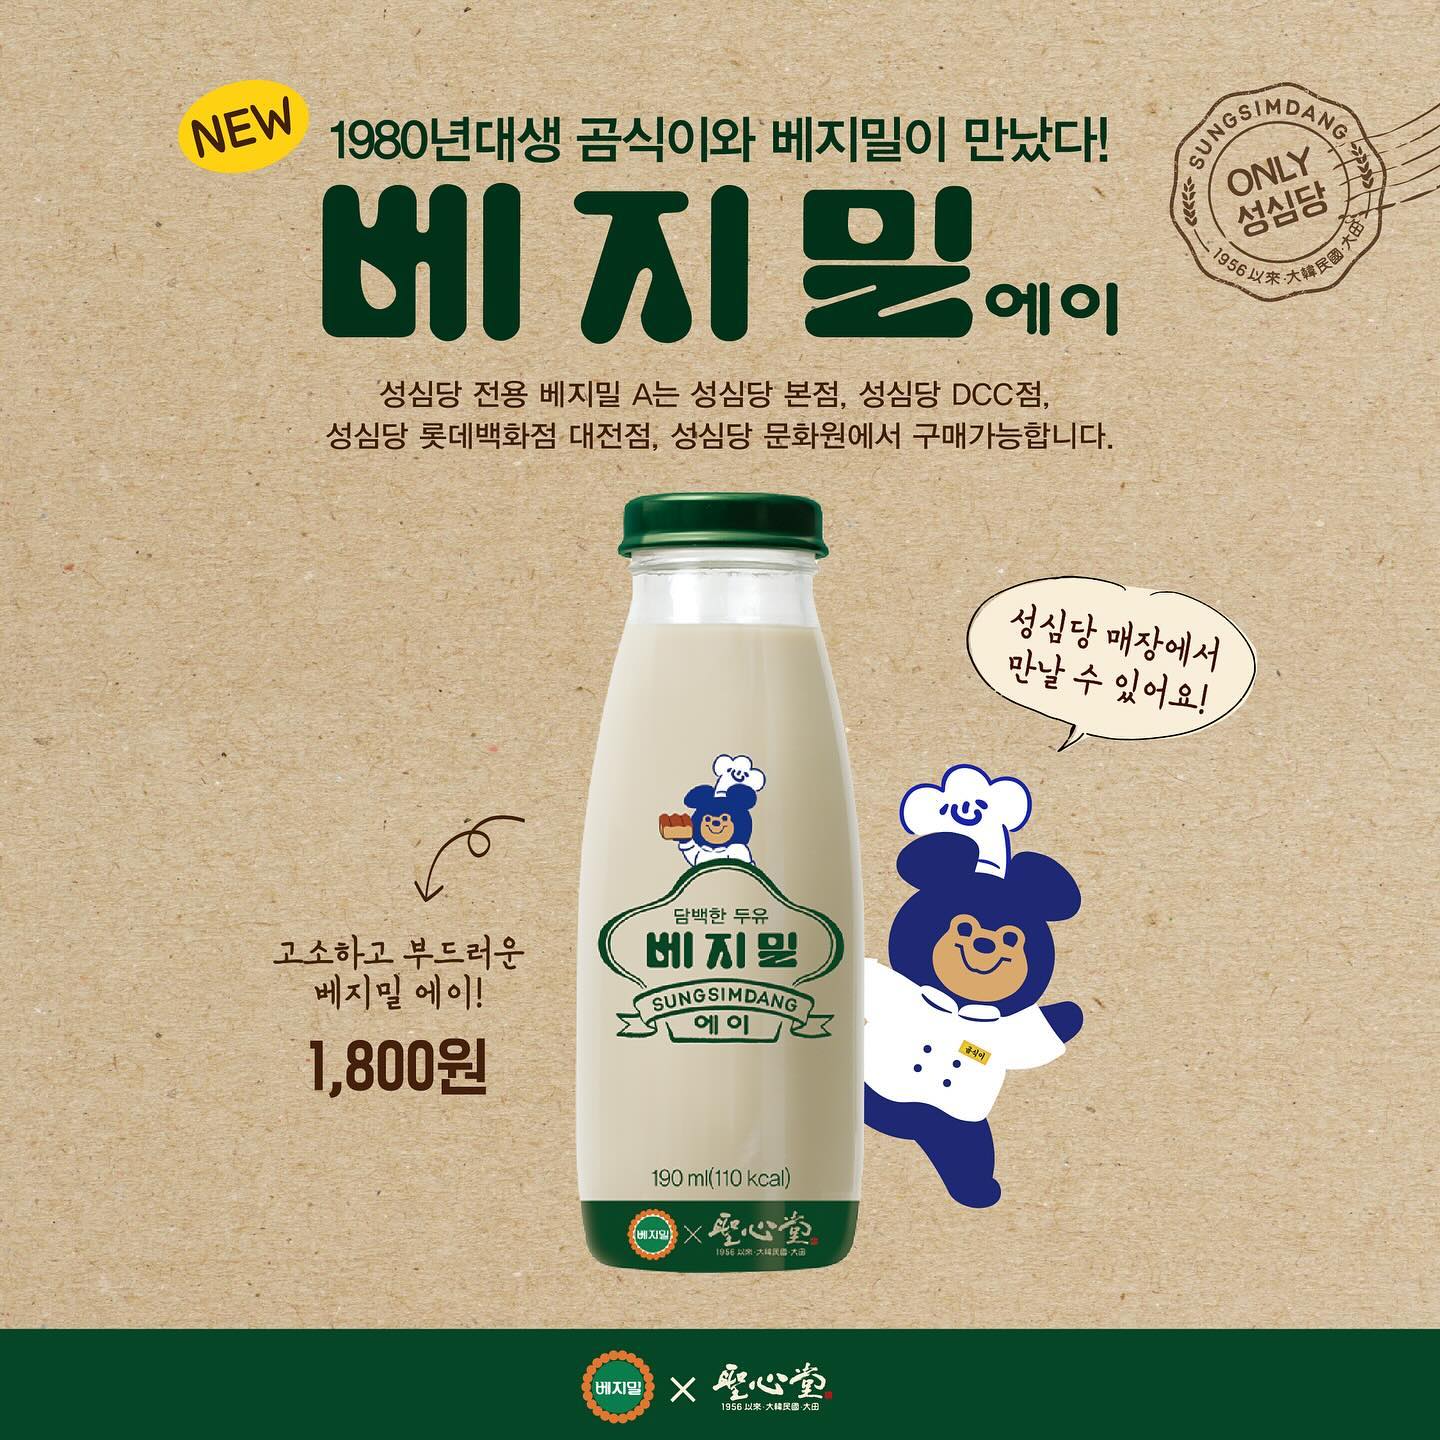 NEW
1980년대생 곰식이와 베지밀이 만났다!
베지밀에이
SUNGSIMDANG
ONLY
성심당
1956 以來·大韓民國·大田
성심당 전용 베지밀 A는 성심당 본점, 성심당 DCC점,
성심당 롯데백화점 대전점, 성심당 문화원에서 구매가능합니다.
성심당 매장에서
만날 수 있어요!
心
心
곰식이
고소하고 부드러운
베지밀 에이!
1,800원
담백한 두유
베지밀
SUNGSIMDANG
에이
190 ml(110 kcal)
베지밀 × 聖心堂
1956 以來·大韓民國·大田
베지밀 × 聖心堂
1956 以來·大韓民國·大田